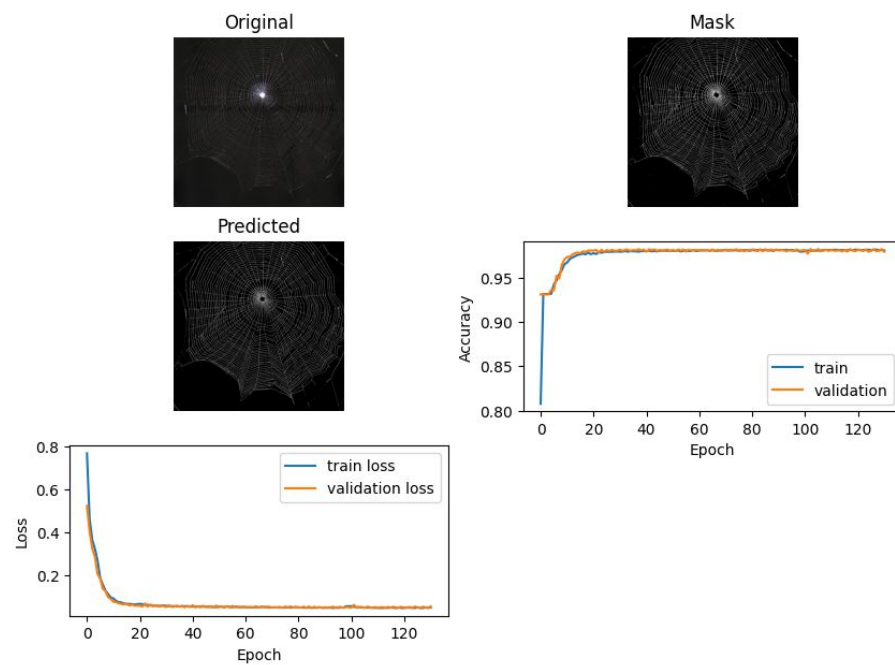 Original
Mask
Predicted
Accuracy
0.95
0.90
0.85
0.80
train
validation
0 20 40 60 80 100 120
Epoch
Loss
0.8
0.6
0.4
0.2
train loss
validation loss
0 20 40 60 80 100 120
Epoch